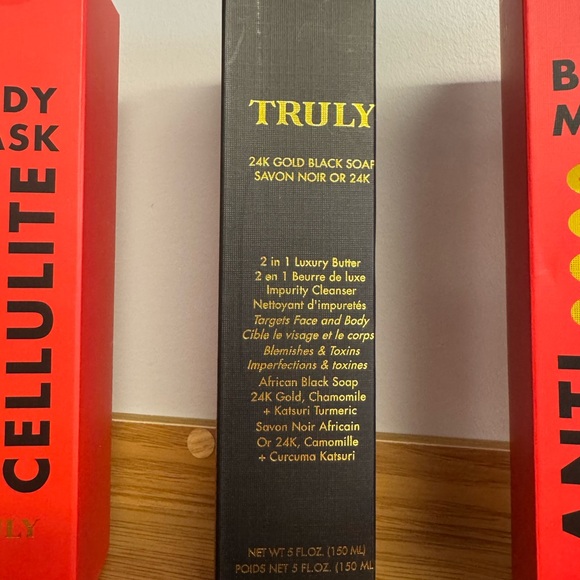 DY
ASK
CELLULITE
LY
TRULY
24K GOLD BLACK SOAP
SAVON NOIR OR 24K
2 in 1 Luxury Butter
2 en 1 Beurre de luxe
Impurity Cleanser
Nettoyant d'impuretés
Targets Face and Body
Cible le visage et le corps
Blemishes & Toxins
Imperfections & toxines
African Black Soap
24K Gold, Chamomile
+ Katsuri Turmeric
Savon Noir Africain
Or 24K, Camomille
+ Curcuma Katsuri
NET WT 5 FL.OZ. (150 ML)
POIDS NET 5 FL.OZ. (150 ML
B
M
ANTI